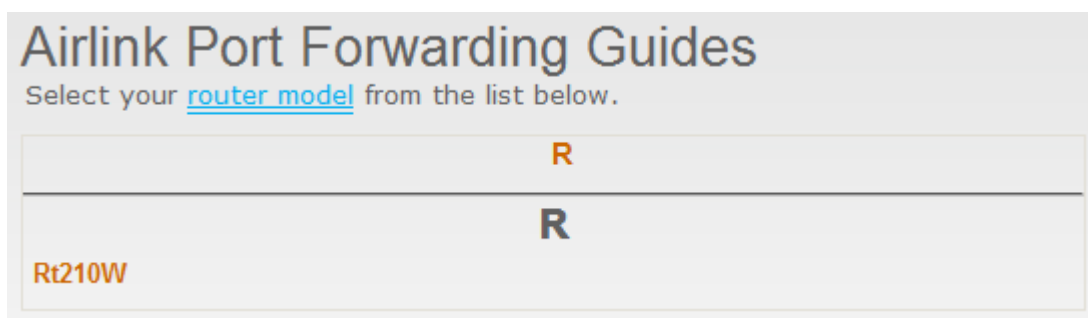 Airlink Port Forwarding Guides
Select your router model from the list below.
R
R
Rt210W